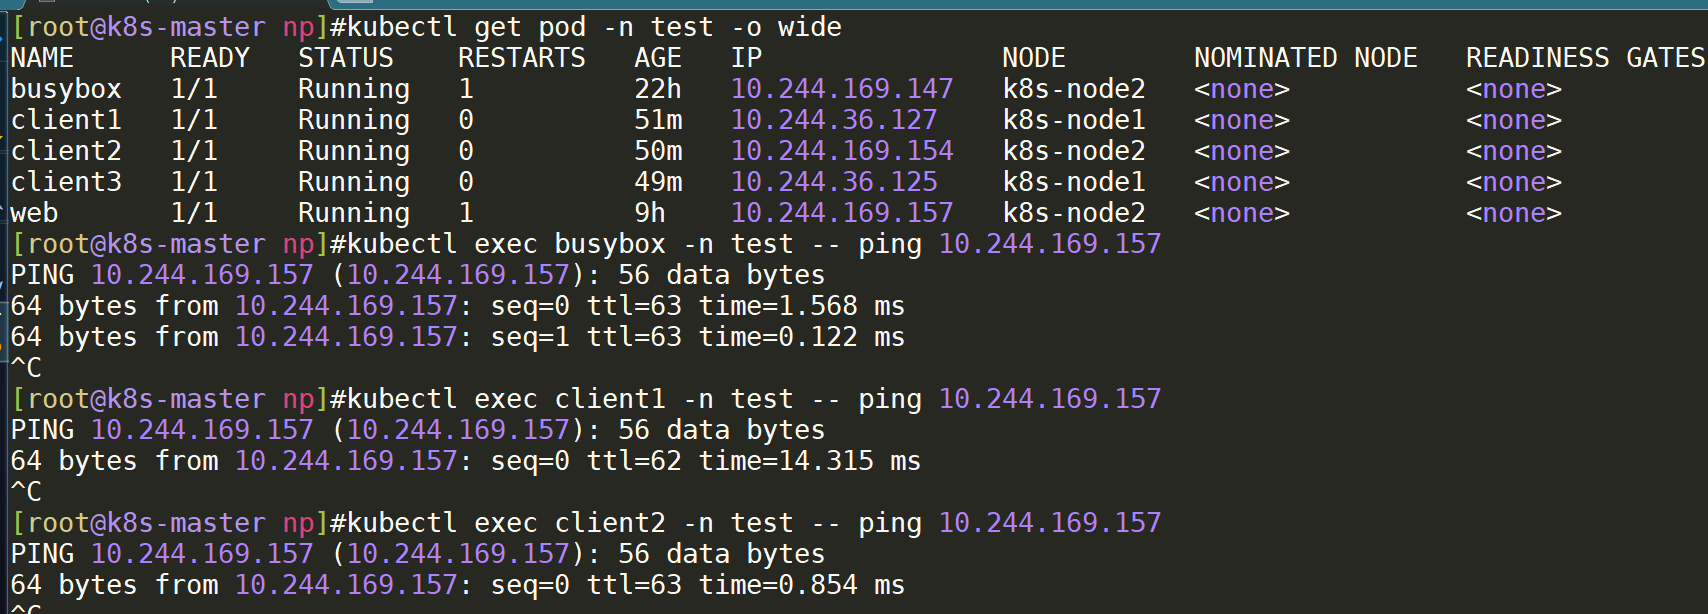 [root@k8s-master np]#kubectl get pod -n test -o wide
NAME READY STATUS RESTARTS AGE IP NODE NOMINATED NODE READINESS GATES
busybox 1/1 Running 1 22h 10.244.169.147 k8s-node2 <none> <none>
client1 1/1 Running 0 51m 10.244.36.127 k8s-node1 <none> <none>
client2 1/1 Running 0 50m 10.244.169.154 k8s-node2 <none> <none>
client3 1/1 Running 0 49m 10.244.36.125 k8s-node1 <none> <none>
web 1/1 Running 1 9h 10.244.169.157 k8s-node2 <none> <none>
[root@k8s-master np]#kubectl exec busybox -n test -- ping 10.244.169.157
PING 10.244.169.157 (10.244.169.157): 56 data bytes
64 bytes from 10.244.169.157: seq=0 ttl=63 time=1.568 ms
64 bytes from 10.244.169.157: seq=1 ttl=63 time=0.122 ms
^C
[root@k8s-master np]#kubectl exec client1 -n test -- ping 10.244.169.157
PING 10.244.169.157 (10.244.169.157): 56 data bytes
64 bytes from 10.244.169.157: seq=0 ttl=62 time=14.315 ms
^C
[root@k8s-master np]#kubectl exec client2 -n test -- ping 10.244.169.157
PING 10.244.169.157 (10.244.169.157): 56 data bytes
64 bytes from 10.244.169.157: seq=0 ttl=63 time=0.854 ms
^C